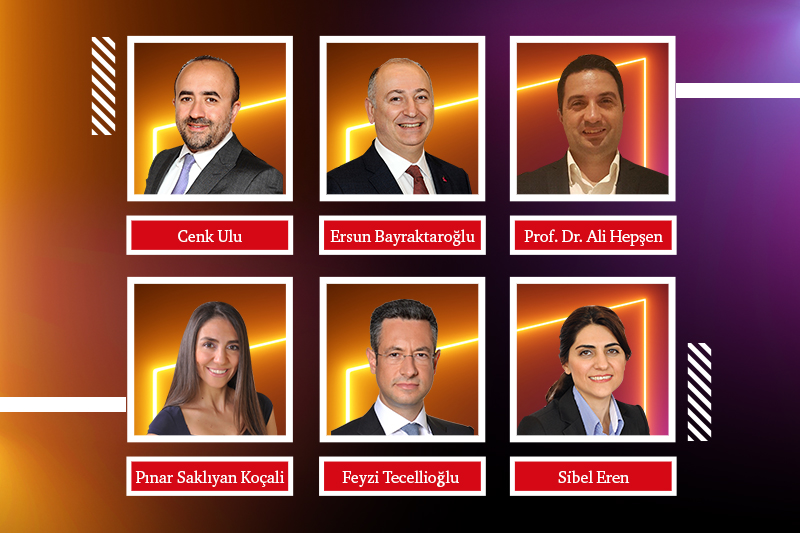 Cenk Ulu
Ersun Bayraktaroğlu
Prof. Dr. Ali Hepşen
Pınar Saklıyan Koçali
Feyzi Tecellioğlu
Sibel Eren